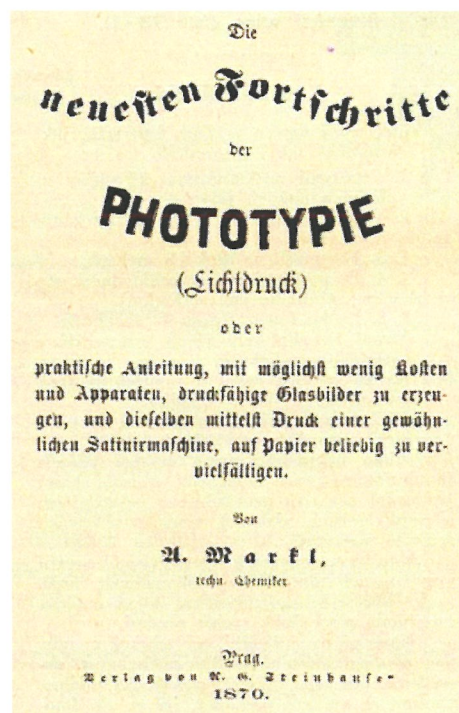 Die
neuesten Fortschritte
der
PHOTOTYPIE
(Lichtdruck)
oder
praktische Anleitung, mit möglichst wenig Kosten
und Apparaten, druckfähige Glasbilder zu erzeu-
gen, und dieselben mittelst Druck einer gewöhn-
lichen Satinirmaschine, auf Papier beliebig zu ver-
vielfältigen.
Von
A. Markl,
techn. Chemiker
Prag.
Verlag von K. G. Steinhauser
1870.